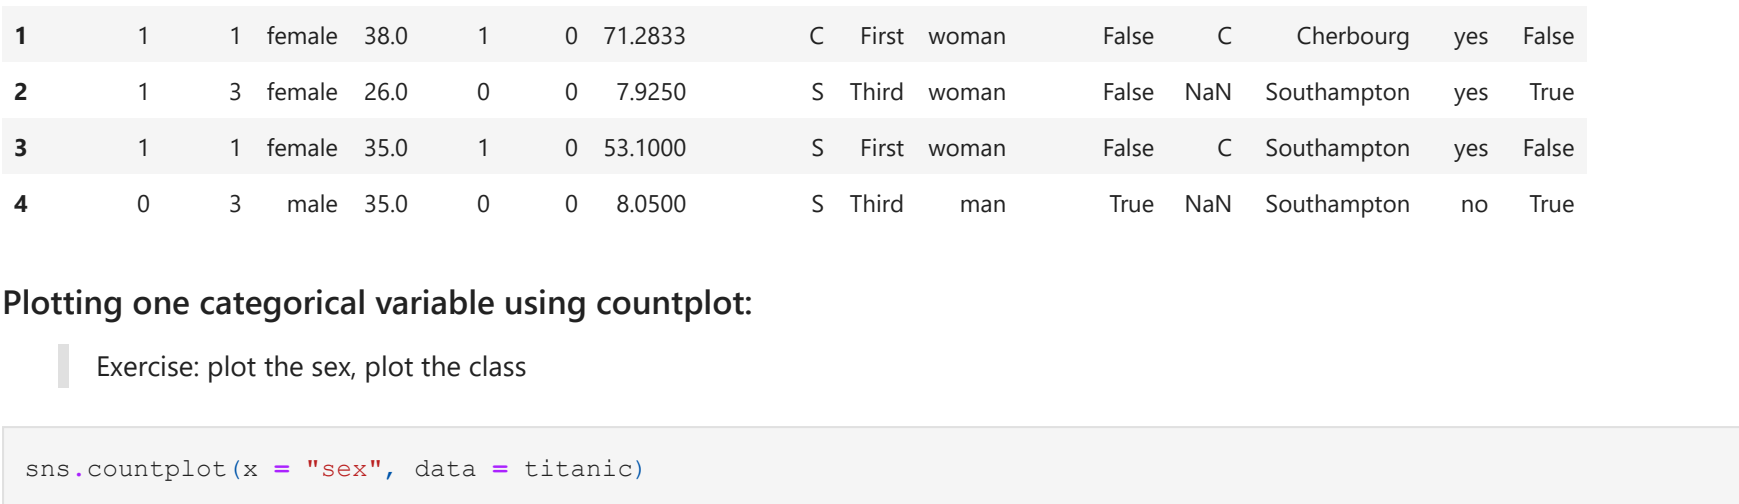 1 1 1 female 38.0 1 0 71.2833 C First woman False C Cherbourg yes False
2 1 3 female 26.0 0 0 7.9250 S Third woman False NaN Southampton yes True
3 1 1 female 35.0 1 0 53.1000 S First woman False C Southampton yes False
4 0 3 male 35.0 0 0 8.0500 S Third man True NaN Southampton no True
Plotting one categorical variable using countplot:
Exercise: plot the sex, plot the class
sns.countplot(x = "sex", data = titanic)